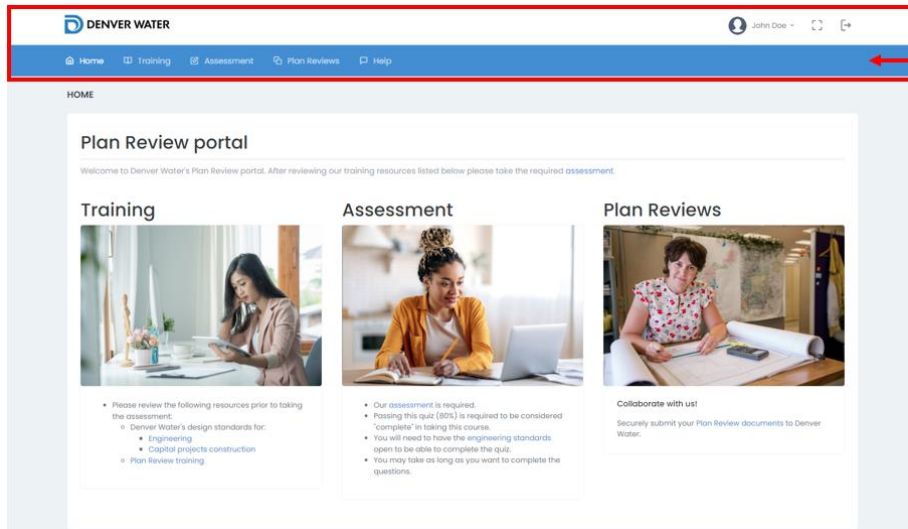 DENVER WATER
John Doe
Home Training Assessment Plan Reviews Help
HOME
Plan Review portal
Welcome to Denver Water's Plan Review portal. After reviewing our training resources listed below please take the required assessment.
Training
Please review the following resources prior to taking
the assessment:
Denver Water's design standards for:
Engineering
Capital projects construction
Plan Review training
Assessment
Our assessment is required.
Passing this quiz (80%) is required to be considered
"complete" in taking this course.
You will need to have the engineering standards
open to be able to complete the quiz.
You may take as long as you want to complete the
questions.
Plan Reviews
Collaborate with us!
Securely submit your Plan Review documents to Denver
Water.